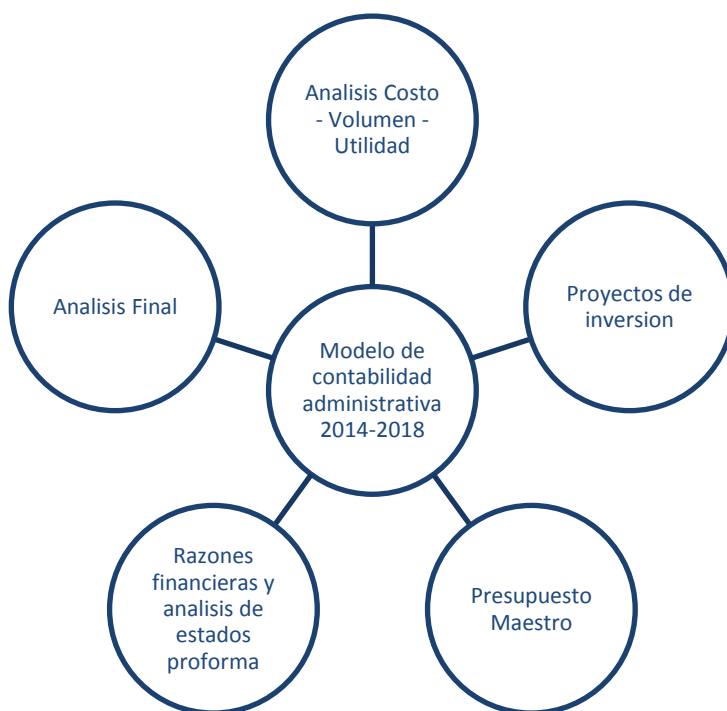 Analisis Costo
- Volumen -
Utilidad
Analisis Final
Proyectos de
inversion
Modelo de
contabilidad
administrativa
2014-2018
Razones
financieras y
analisis de
estados
proforma
Presupuesto
Maestro